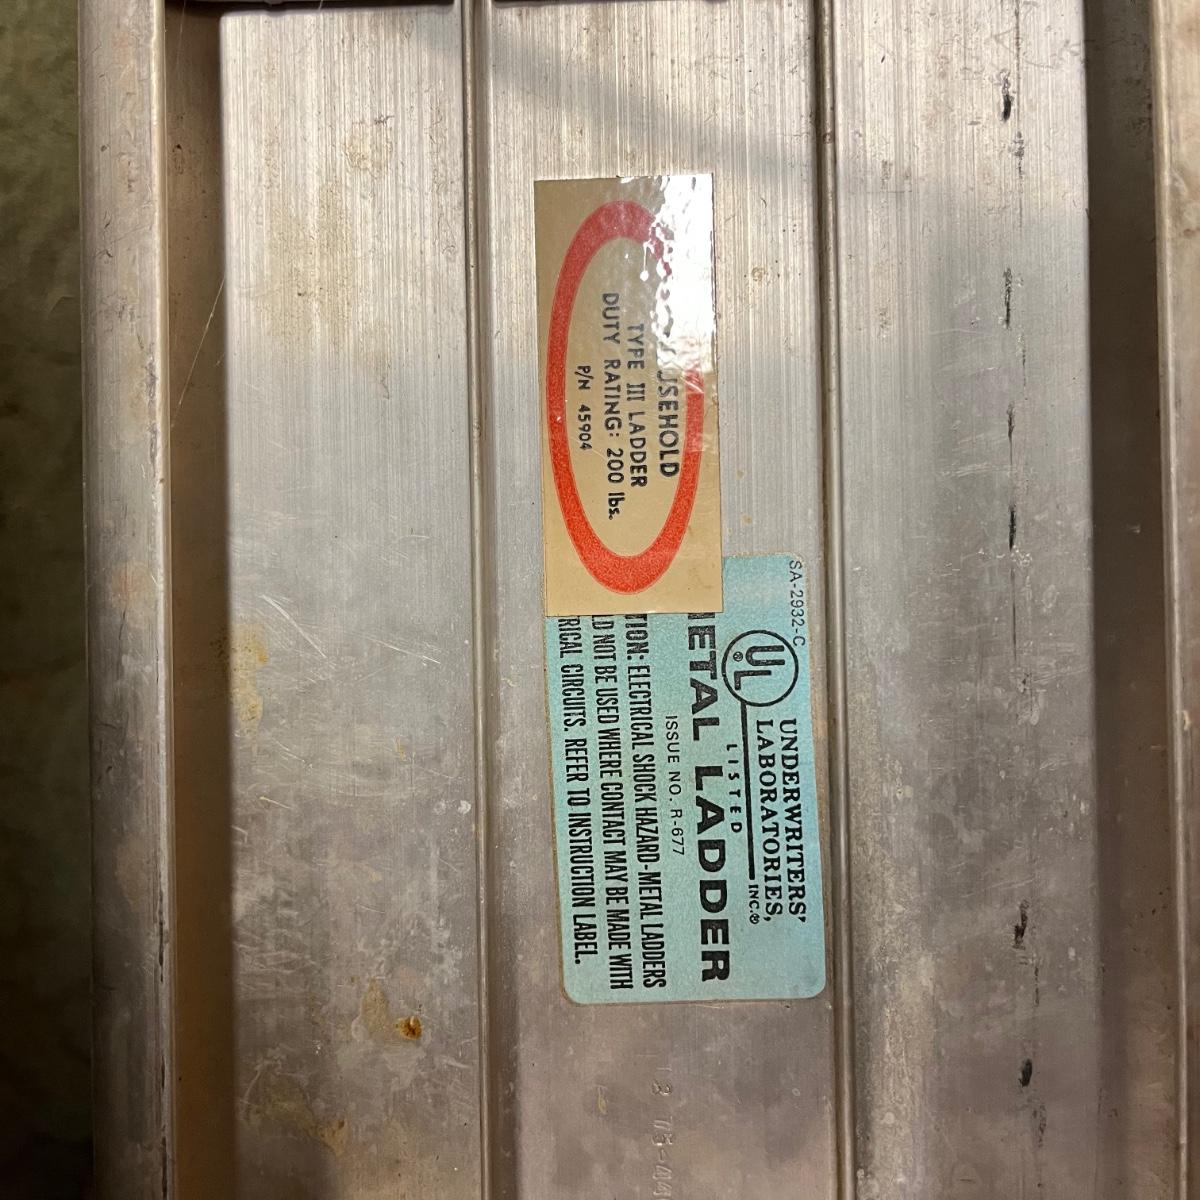 USEHOLD
TYPE III LADDER
DUTY RATING: 200 lbs.
P/N 45904
SA-2932-C
UNDERWRITERS'
LABORATORIES,
INC.®
UL
®
LISTED
ETAL LADDER
ISSUE NO. R-677
TION: ELECTRICAL SHOCK HAZARD-METAL LADDERS
LD NOT BE USED WHERE CONTACT MAY BE MADE WITH
RICAL CIRCUITS. REFER TO INSTRUCTION LABEL.